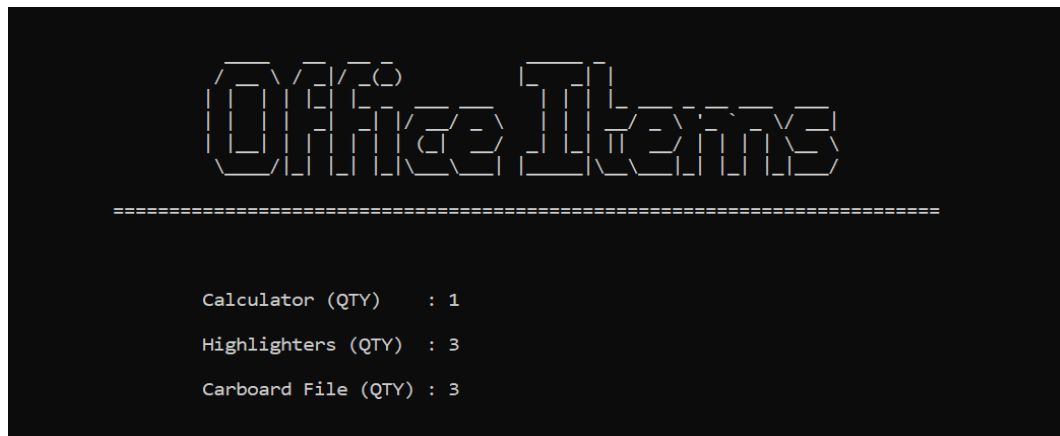 Office Items
==========================================================================
Calculator (QTY) : 1
Highlighters (QTY) : 3
Carboard File (QTY) : 3